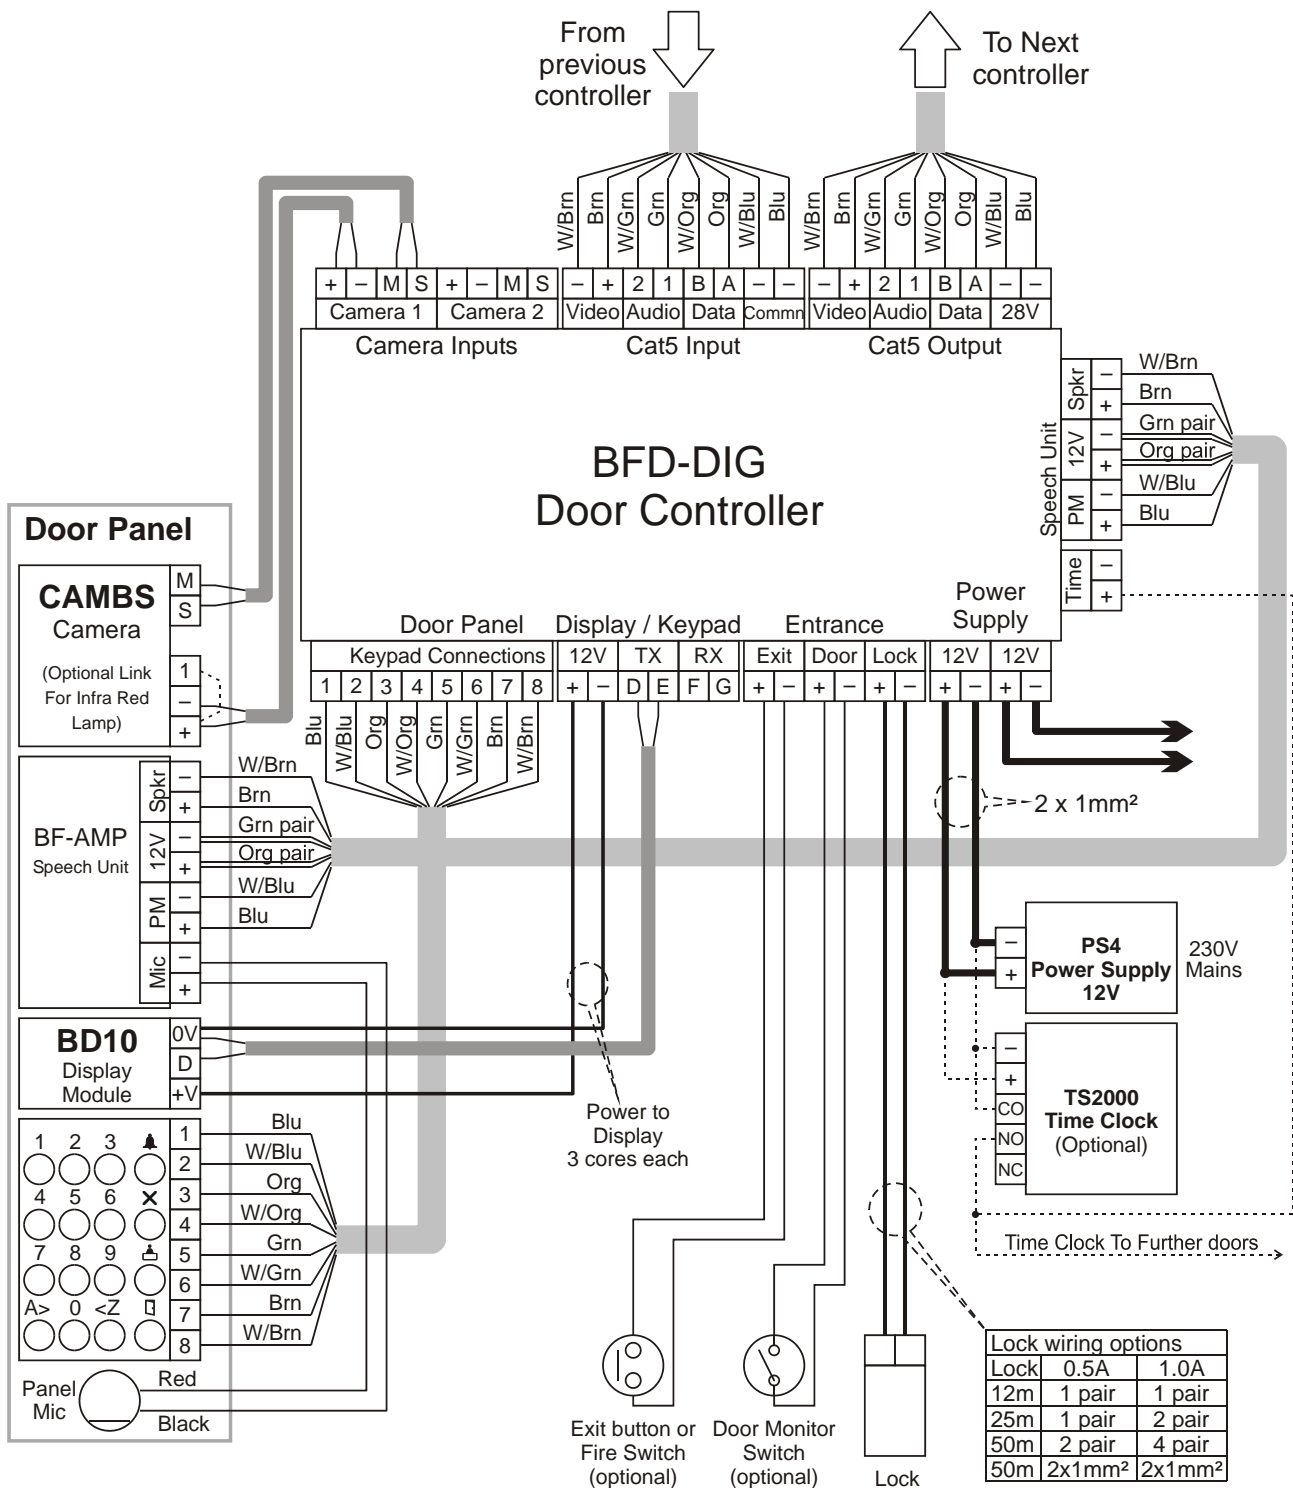 From
previous
controller
To Next
controller
W/Brn
Brn
W/Grn
Grn
W/Org
Org
W/Blu
Blu
W/Brn
Brn
W/Grn
Grn
W/Org
Org
W/Blu
Blu
+ – M S + – M S
– + 2 1 B A – –
– + 2 1 B A – –
Camera 1 Camera 2
Video Audio Data Commn
Video Audio Data 28V
Camera Inputs
Cat5 Input
Cat5 Output
BFD-DIG
Door Controller
Speech Unit
Spkr – +
12V – +
PM – +
W/Brn
Brn
Grn pair
Org pair
W/Blu
Blu
Time – +
Door Panel
Display / Keypad
Entrance
Power
Supply
Keypad Connections
12V TX RX
Exit Door Lock
12V 12V
1 2 3 4 5 6 7 8
+ – D E F G
+ – + – + –
+ – + –
Blu
W/Blu
Org
W/Org
Grn
W/Grn
Brn
W/Brn
Door Panel
CAMBS
Camera
(Optional Link
For Infra Red
Lamp)
M
S
1
–
+
BF-AMP
Speech Unit
Spkr – +
12V – +
PM – +
Mic – +
W/Brn
Brn
Grn pair
Org pair
W/Blu
Blu
BD10
Display
Module
0V
D
+V
1 2 3
4 5 6 ×
7 8 9
A> 0 <Z
1
2
3
4
5
6
7
8
Blu
W/Blu
Org
W/Org
Grn
W/Grn
Brn
W/Brn
Panel
Mic
Red
Black
2 x 1mm²
–
+
PS4
Power Supply
12V
230V
Mains
–
+
CO
NO
NC
TS2000
Time Clock
(Optional)
Time Clock To Further doors
Power to
Display
3 cores each
Exit button or
Fire Switch
(optional)
Door Monitor
Switch
(optional)
Lock
Lock wiring options
Lock 0.5A 1.0A
12m 1 pair 1 pair
25m 1 pair 2 pair
50m 2 pair 4 pair
50m 2x1mm² 2x1mm²